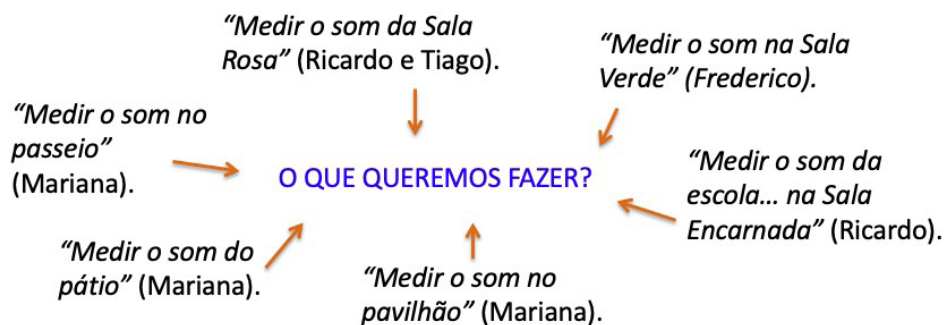 “Medir o som da Sala
Rosa” (Ricardo e Tiago).
“Medir o som na Sala
Verde” (Frederico).
“Medir o som no
passeio”
(Mariana).
O QUE QUEREMOS FAZER?
“Medir o som da
escola... na Sala
Encarnada” (Ricardo).
“Medir o som do
pátio” (Mariana).
“Medir o som no
pavilhão” (Mariana).